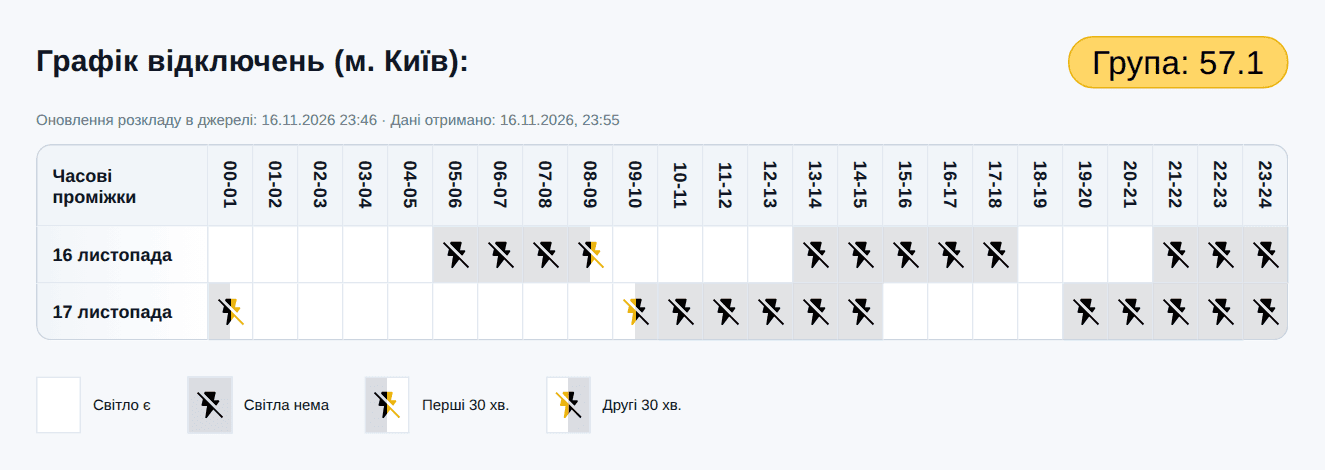 Графік відключень (м. Київ):
Група: 57.1
Оновлення розкладу в джерелі: 16.11.2026 23:46 · Дані отримано: 16.11.2026, 23:55
Часові
проміжки
00-01 01-02 02-03 03-04 04-05 05-06 06-07 07-08 08-09 09-10 10-11 11-12 12-13 13-14 14-15 15-16 16-17 17-18 18-19 19-20 20-21 21-22 22-23 23-24
16 листопада
17 листопада
Світло є Світла нема Перші 30 хв. Другі 30 хв.